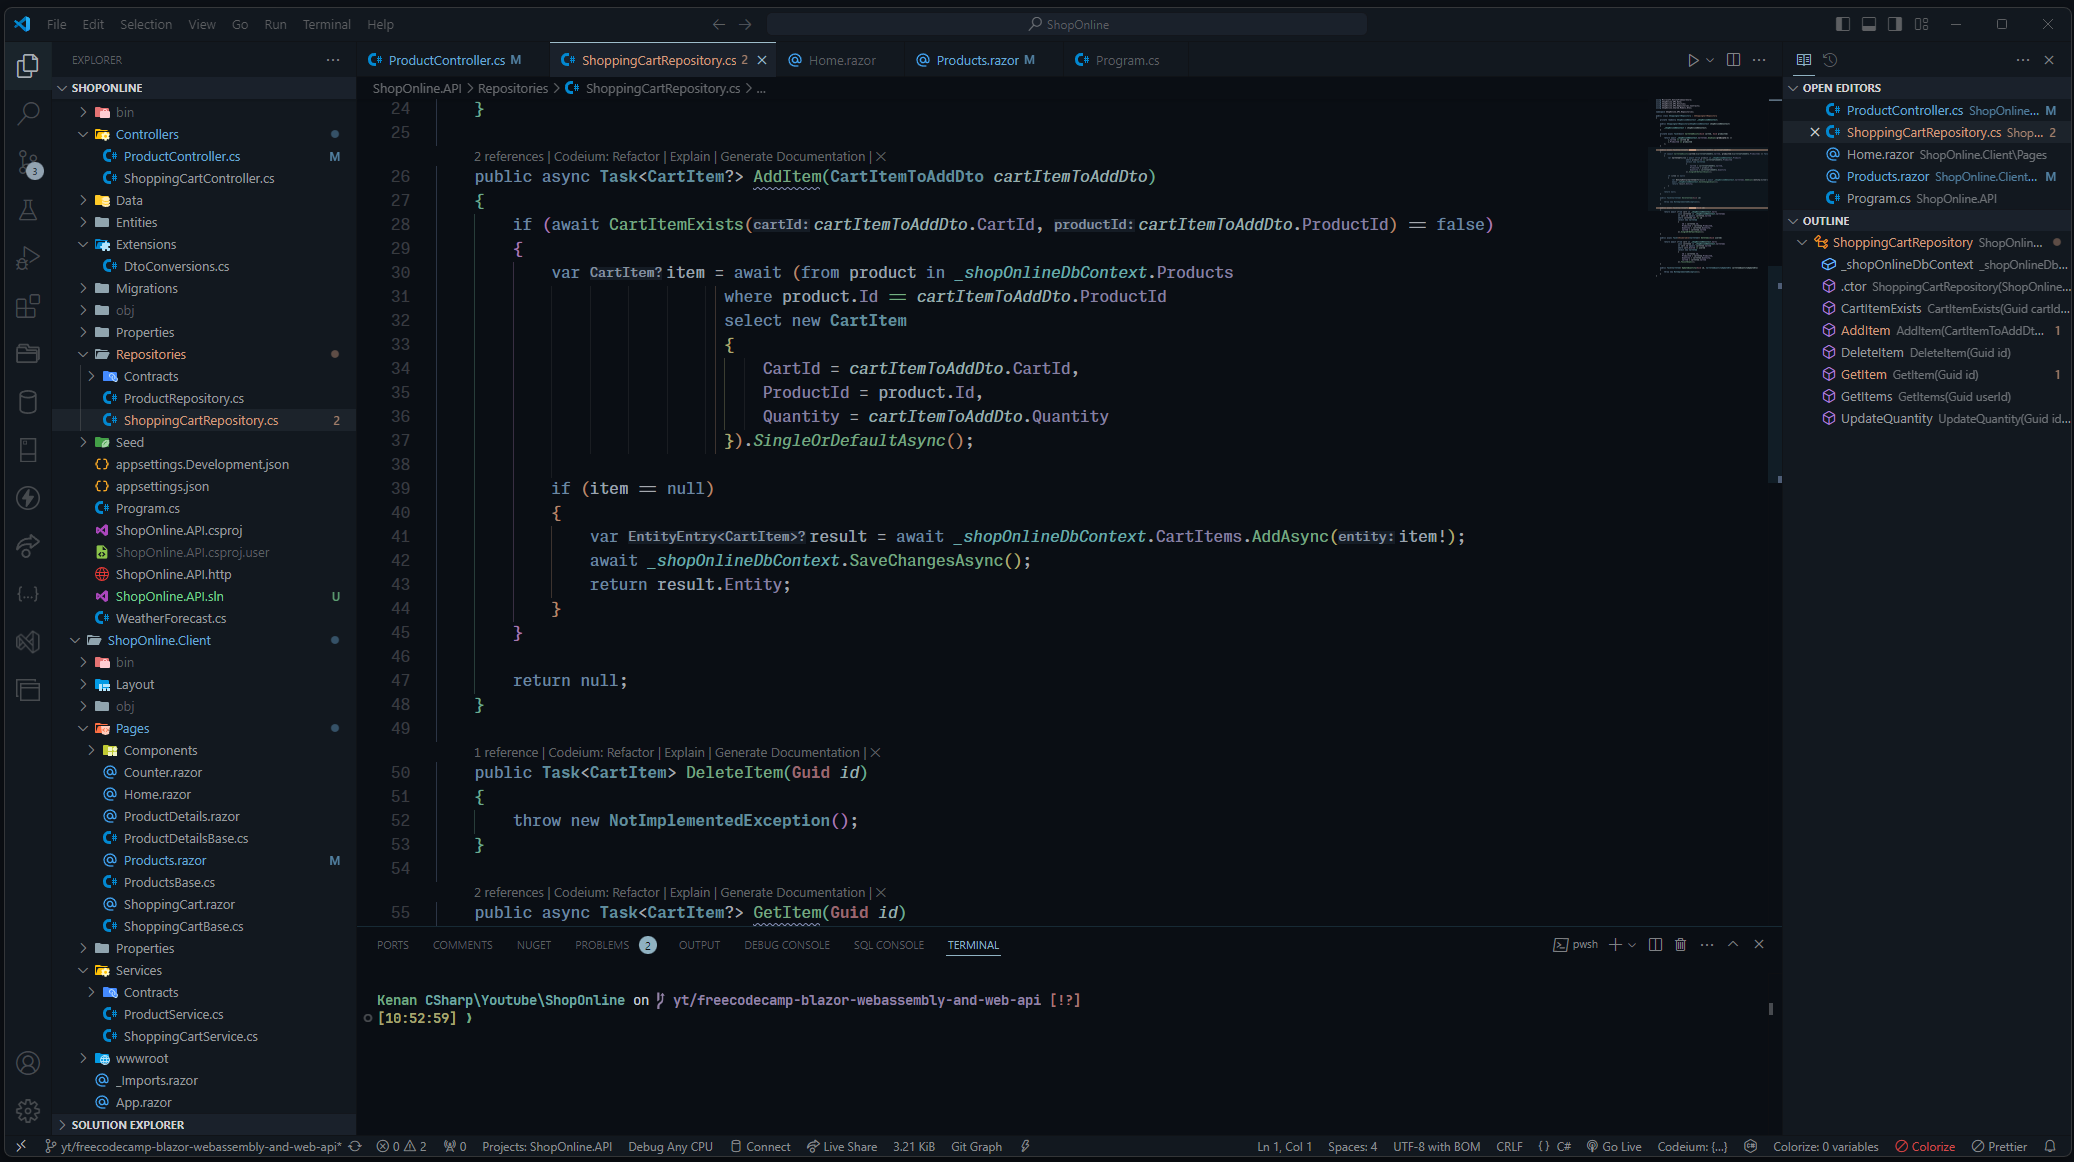 File Edit Selection View Go Run Terminal Help
ShopOnline
EXPLORER
SHOPONLINE
bin
Controllers
ProductController.cs M
ShoppingCartController.cs
Data
Entities
Extensions
DtoConversions.cs
Migrations
obj
Properties
Repositories
Contracts
ProductRepository.cs
ShoppingCartRepository.cs 2
Seed
appsettings.Development.json
appsettings.json
Program.cs
ShopOnline.API.csproj
ShopOnline.API.csproj.user
ShopOnline.API.http
ShopOnline.API.sln U
WeatherForecast.cs
ShopOnline.Client
bin
Layout
obj
Pages
Components
Counter.razor
Home.razor
ProductDetails.razor
ProductDetailsBase.cs
Products.razor M
ProductsBase.cs
ShoppingCart.razor
ShoppingCartBase.cs
Properties
Services
Contracts
ProductService.cs
ShoppingCartService.cs
wwwroot
_Imports.razor
App.razor
SOLUTION EXPLORER
3
ProductController.cs M ShoppingCartRepository.cs 2 Home.razor Products.razor M Program.cs
ShopOnline.API > Repositories > ShoppingCartRepository.cs > ...
24 }
25
2 references | Codeium: Refactor | Explain | Generate Documentation | ×
26 public async Task<CartItem?> AddItem(CartItemToAddDto cartItemToAddDto)
27 {
28 if (await CartItemExists(cartId: cartItemToAddDto.CartId, productId: cartItemToAddDto.ProductId) == false)
29 {
30 var CartItem? item = await (from product in _shopOnlineDbContext.Products
31 where product.Id == cartItemToAddDto.ProductId
32 select new CartItem
33 {
34 CartId = cartItemToAddDto.CartId,
35 ProductId = product.Id,
36 Quantity = cartItemToAddDto.Quantity
37 }).SingleOrDefaultAsync();
38
39 if (item == null)
40 {
41 var EntityEntry<CartItem>? result = await _shopOnlineDbContext.CartItems.AddAsync(entity: item!);
42 await _shopOnlineDbContext.SaveChangesAsync();
43 return result.Entity;
44 }
45 }
46
47 return null;
48 }
49
1 reference | Codeium: Refactor | Explain | Generate Documentation | ×
50 public Task<CartItem> DeleteItem(Guid id)
51 {
52 throw new NotImplementedException();
53 }
54
2 references | Codeium: Refactor | Explain | Generate Documentation | ×
55 public async Task<CartItem?> GetItem(Guid id)
PORTS COMMENTS NUGET PROBLEMS 2 OUTPUT DEBUG CONSOLE SQL CONSOLE TERMINAL
pwsh
Kenan CSharp\Youtube\ShopOnline on yt/freecodecamp-blazor-webassembly-and-web-api [!?]
[10:52:59] ❯
OPEN EDITORS
ProductController.cs ShopOnline... M
ShoppingCartRepository.cs Shop... 2
Home.razor ShopOnline.Client\Pages
Products.razor ShopOnline.Client... M
Program.cs ShopOnline.API
OUTLINE
ShoppingCartRepository ShopOnlin...
_shopOnlineDbContext _shopOnlineDb...
.ctor ShoppingCartRepository(ShopOnline...
CartItemExists CartItemExists(Guid cartId...
AddItem AddItem(CartItemToAddDt... 1
DeleteItem DeleteItem(Guid id)
GetItem GetItem(Guid id) 1
GetItems GetItems(Guid userId)
UpdateQuantity UpdateQuantity(Guid id...
yt/freecodecamp-blazor-webassembly-and-web-api* 0 2 0 Projects: ShopOnline.API Debug Any CPU Connect Live Share 3.21 KiB Git Graph Ln 1, Col 1 Spaces: 4 UTF-8 with BOM CRLF {} C# Go Live Codeium: {...} Colorize: 0 variables Colorize Prettier